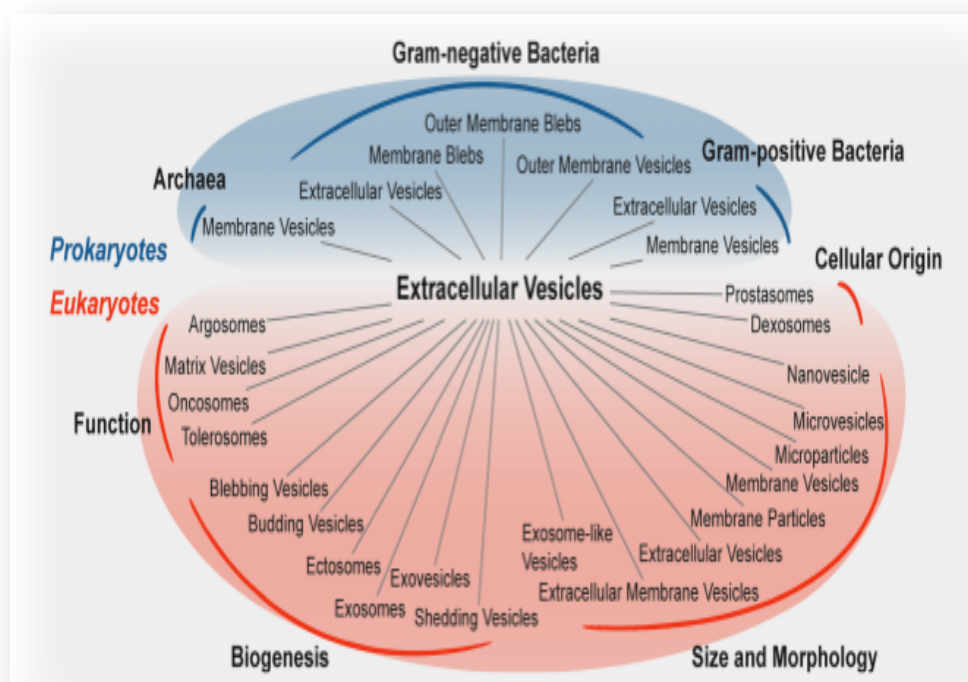 Gram-negative Bacteria
Outer Membrane Blebs
Membrane Blebs
Outer Membrane Vesicles
Gram-positive Bacteria
Archaea
Extracellular Vesicles
Extracellular Vesicles
Membrane Vesicles
Membrane Vesicles
Prokaryotes
Cellular Origin
Extracellular Vesicles
Eukaryotes
Prostasomes
Argosomes
Dexosomes
Matrix Vesicles
Nanovesicle
Oncosomes
Function
Microvesicles
Tolerosomes
Microparticles
Blebbing Vesicles
Membrane Vesicles
Budding Vesicles
Membrane Particles
Exosome-like
Vesicles
Extracellular Vesicles
Ectosomes
Exovesicles
Extracellular Membrane Vesicles
Exosomes
Shedding Vesicles
Biogenesis
Size and Morphology